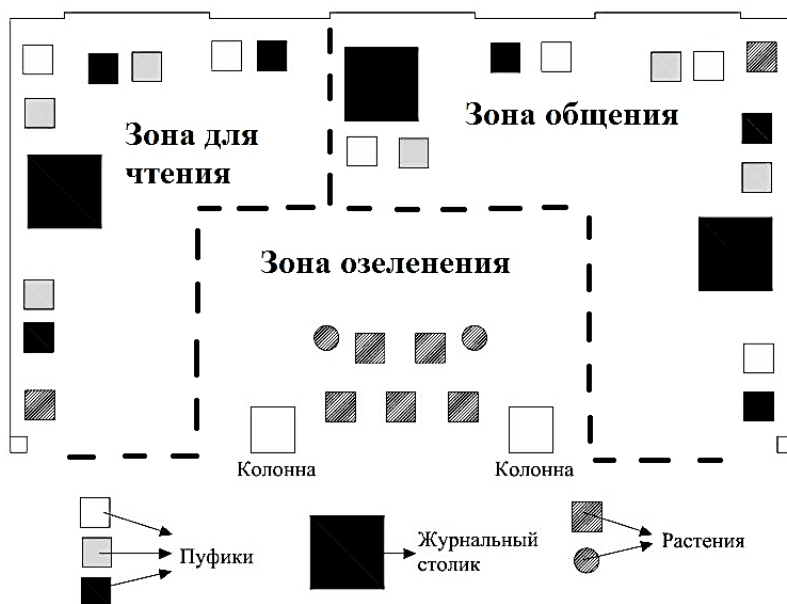 Зона для
чтения
Зона общения
Зона озеленения
Колонна
Колонна
Пуфики
Журнальный
столик
Растения